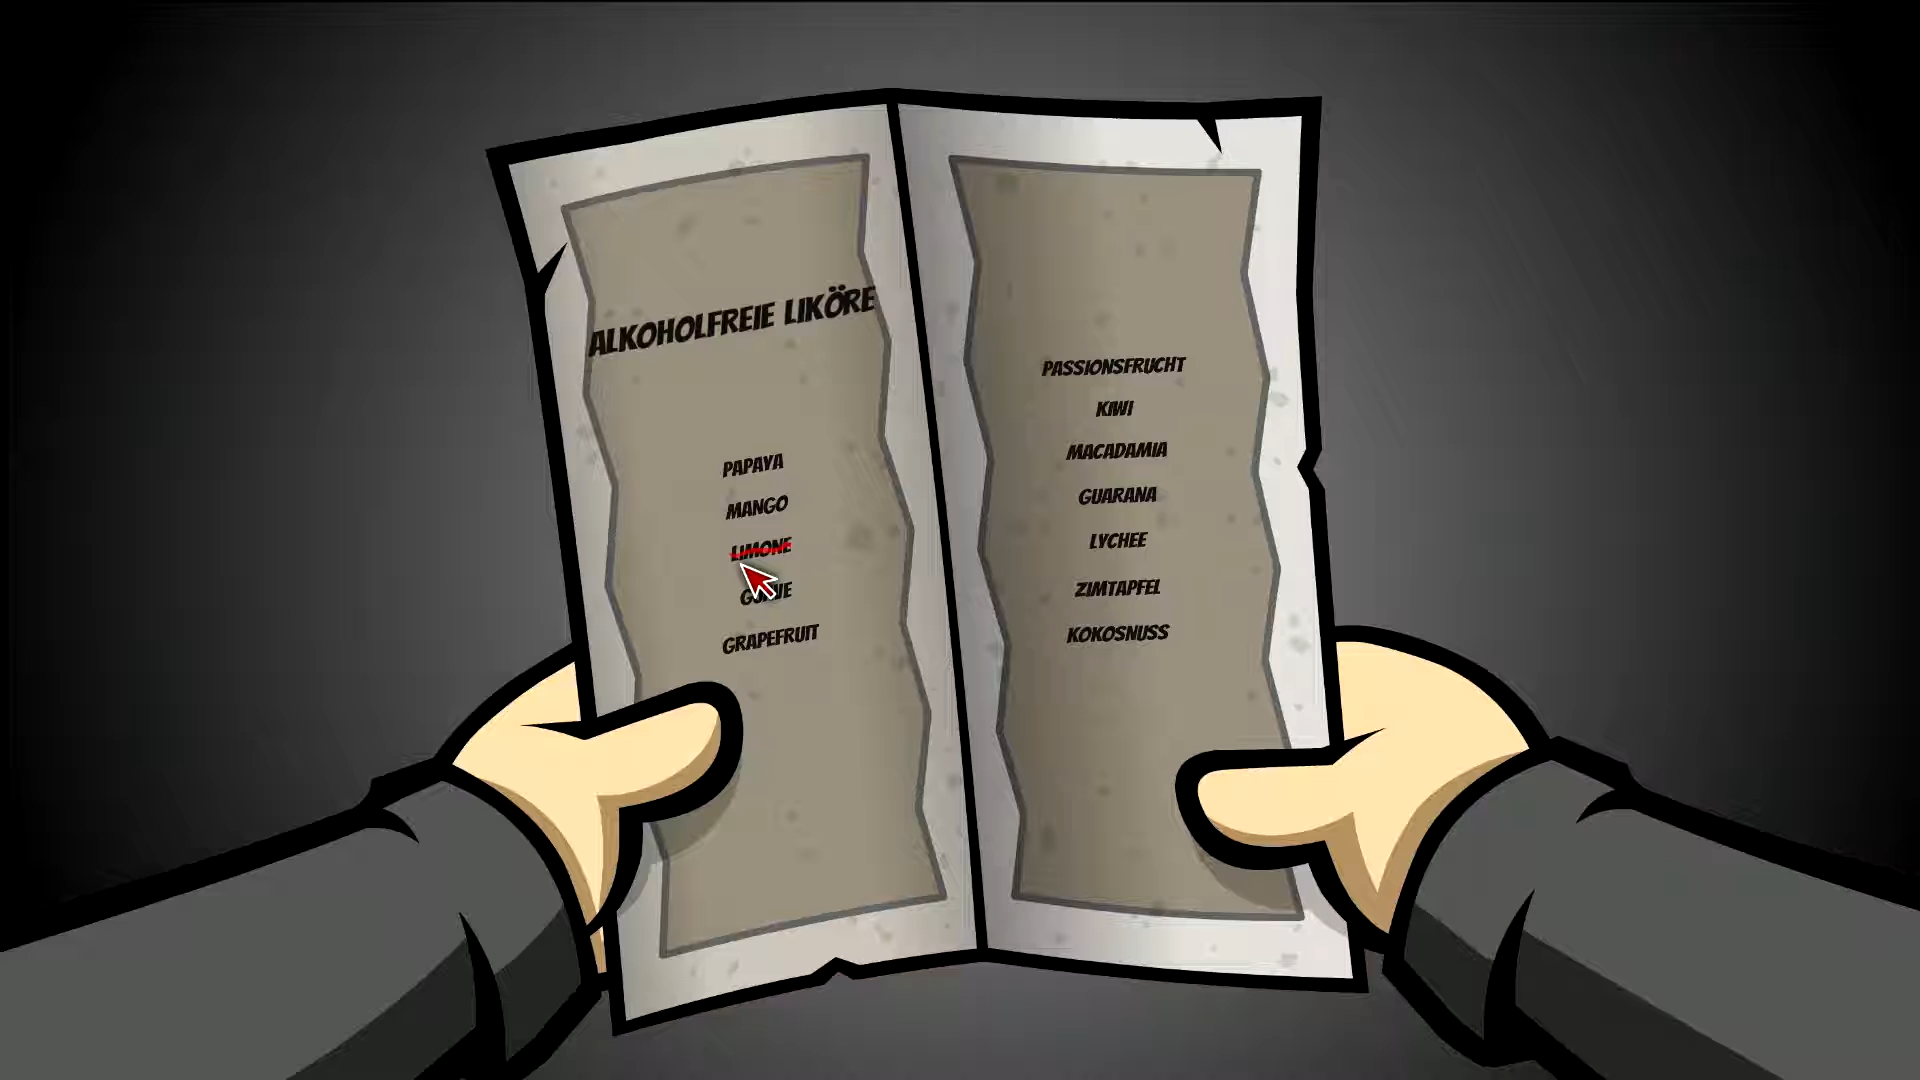 ALKOHOLFREIE LIKÖRE
PAPAYA
MANGO
LIMONE
GRAPEFRUIT
PASSIONSFRUCHT
KIWI
MACADAMIA
GUARANA
LYCHEE
ZIMTAPFEL
KOKOSNUSS